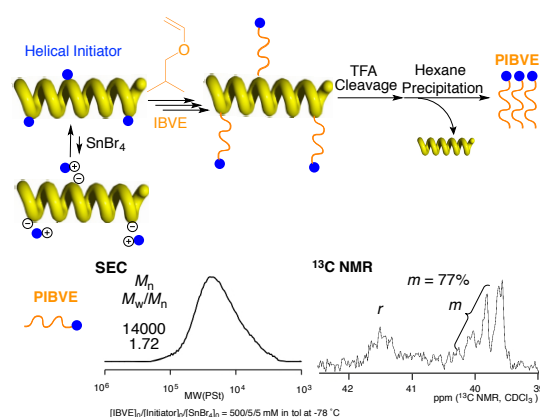 Helical Initiator
IBVE
SnBr4
TFA
Cleavage
Hexane
Precipitation
PIBVE
SEC
Mn
Mw/Mn
14000
1.72
PIBVE
10^6 10^5 10^4 10^3
MW(PSt)
13C NMR
m = 77%
r m
42 41 40
ppm (13C NMR, CDCl3)
[IBVE]0/[Initiator]0/[SnBr4]0 = 500/5/5 mM in tol at -78 °C